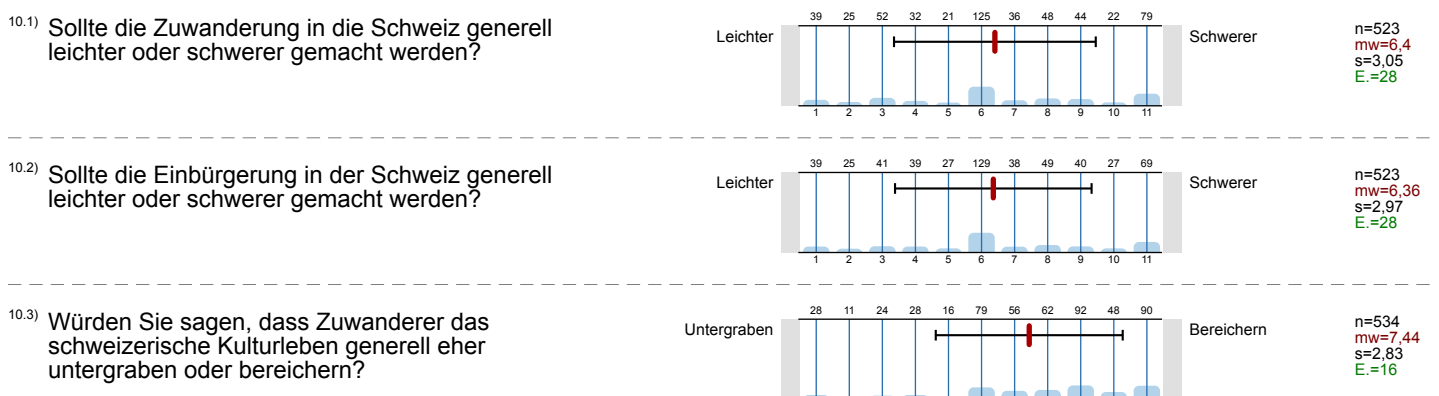 10.1) Sollte die Zuwanderung in die Schweiz generell
leichter oder schwerer gemacht werden?
39 25 52 32 21 125 36 48 44 22 79
Leichter
Schwerer
1 2 3 4 5 6 7 8 9 10 11
n=523
mw=6,4
s=3,05
E.=28
10.2) Sollte die Einbürgerung in der Schweiz generell
leichter oder schwerer gemacht werden?
39 25 41 39 27 129 38 49 40 27 69
Leichter
Schwerer
1 2 3 4 5 6 7 8 9 10 11
n=523
mw=6,36
s=2,97
E.=28
10.3) Würden Sie sagen, dass Zuwanderer das
schweizerische Kulturleben generell eher
untergraben oder bereichern?
28 11 24 28 16 79 56 62 92 48 90
Untergraben
Bereichern
n=534
mw=7,44
s=2,83
E.=16